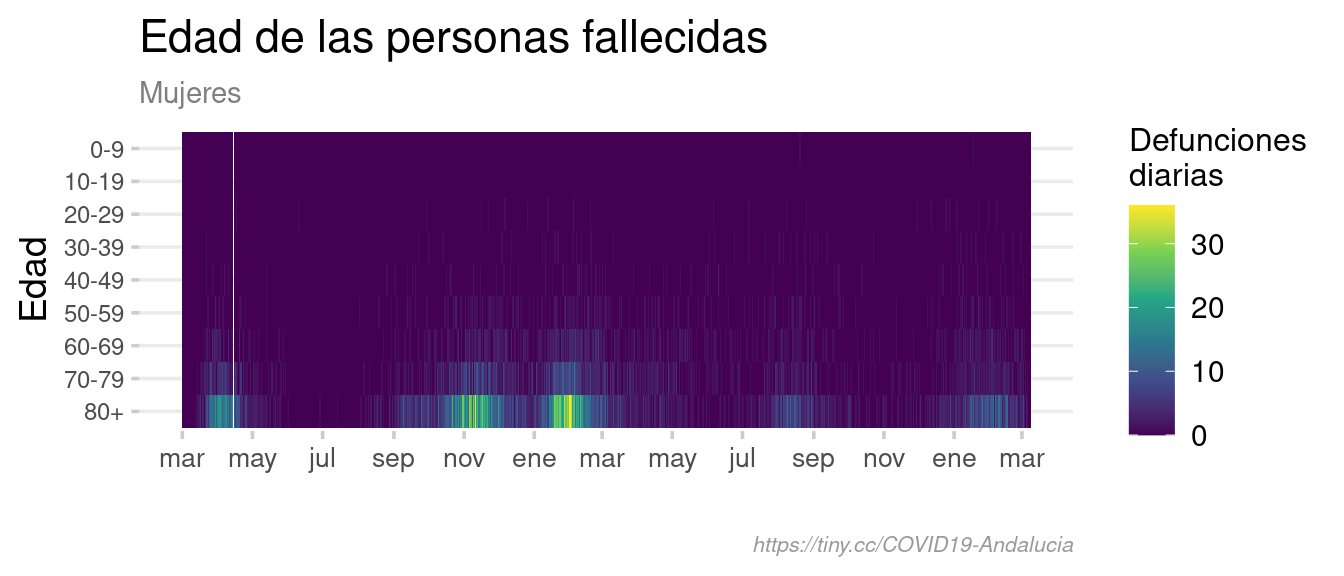 Edad de las personas fallecidas
Mujeres
Edad
0-9
10-19
20-29
30-39
40-49
50-59
60-69
70-79
80+
mar may jul sep nov ene mar may jul sep nov ene mar
Defunciones
diarias
30
20
10
0
https://tiny.cc/COVID19-Andalucia